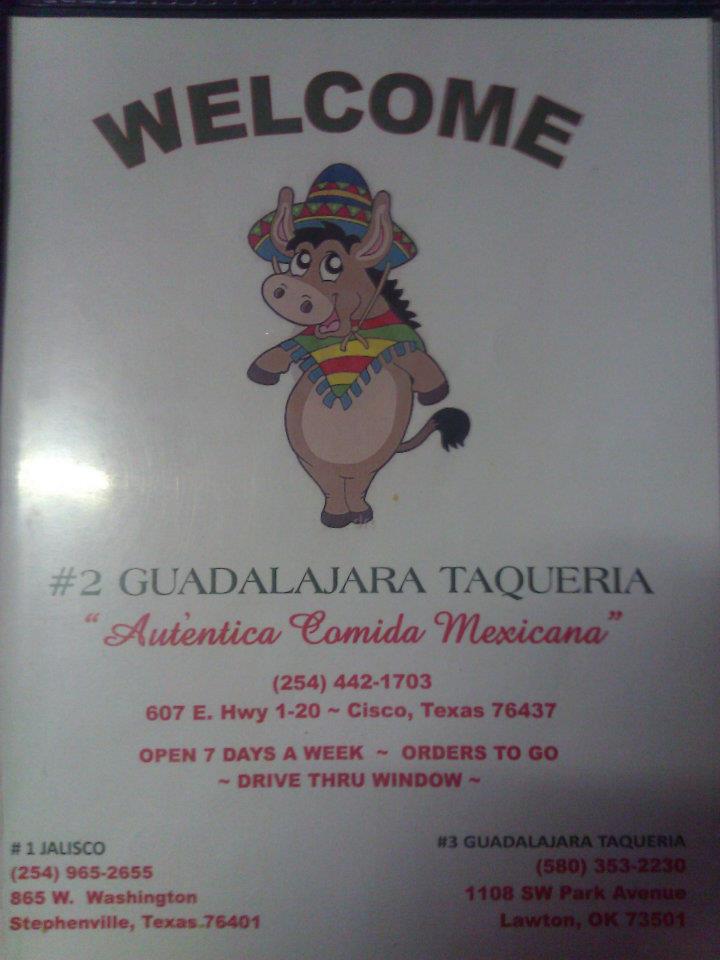 WELCOME
#2 GUADALAJARA TAQUERIA
"Aut'entica Comida Mexicana"
(254) 442-1703
607 E. Hwy 1-20 ~ Cisco, Texas 76437
OPEN 7 DAYS A WEEK ~ ORDERS TO GO
~ DRIVE THRU WINDOW ~
# 1 JALISCO
(254) 965-2655
865 W. Washington
Stephenville, Texas 76401
#3 GUADALAJARA TAQUERIA
(580) 353-2230
1108 SW Park Avenue
Lawton, OK 73501